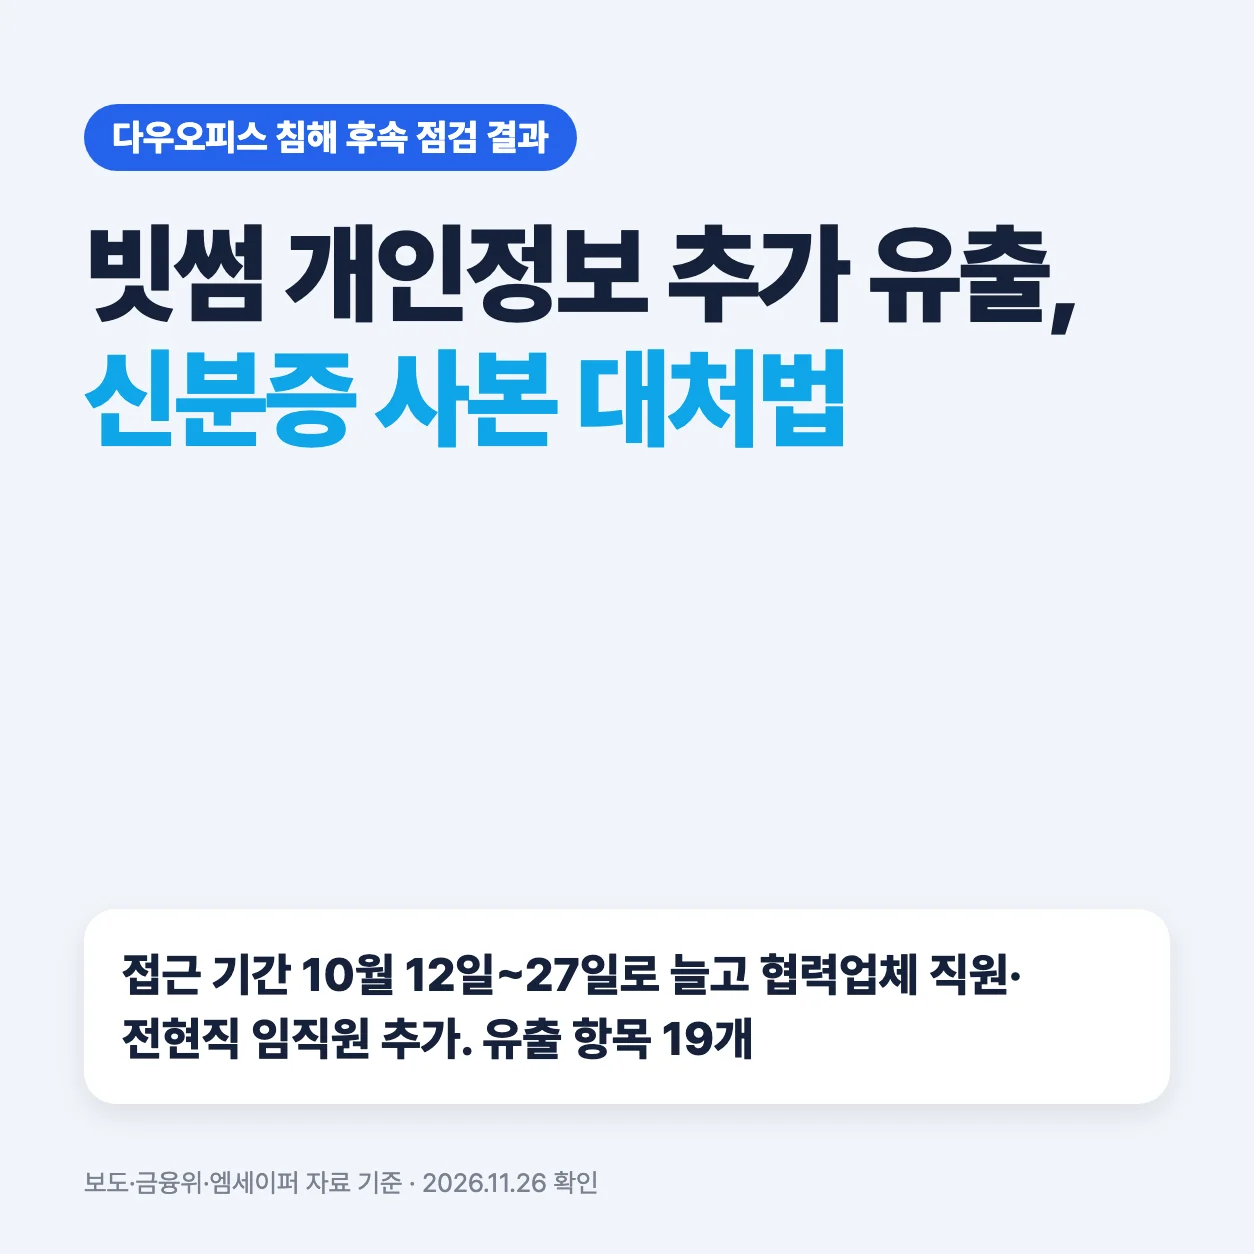 다우오피스 침해 후속 점검 결과
빗썸 개인정보 추가 유출,
신분증 사본 대처법
접근 기간 10월 12일~27일로 늘고 협력업체 직원·
전현직 임직원 추가. 유출 항목 19개
보도·금융위·엠세이퍼 자료 기준 · 2026.11.26 확인